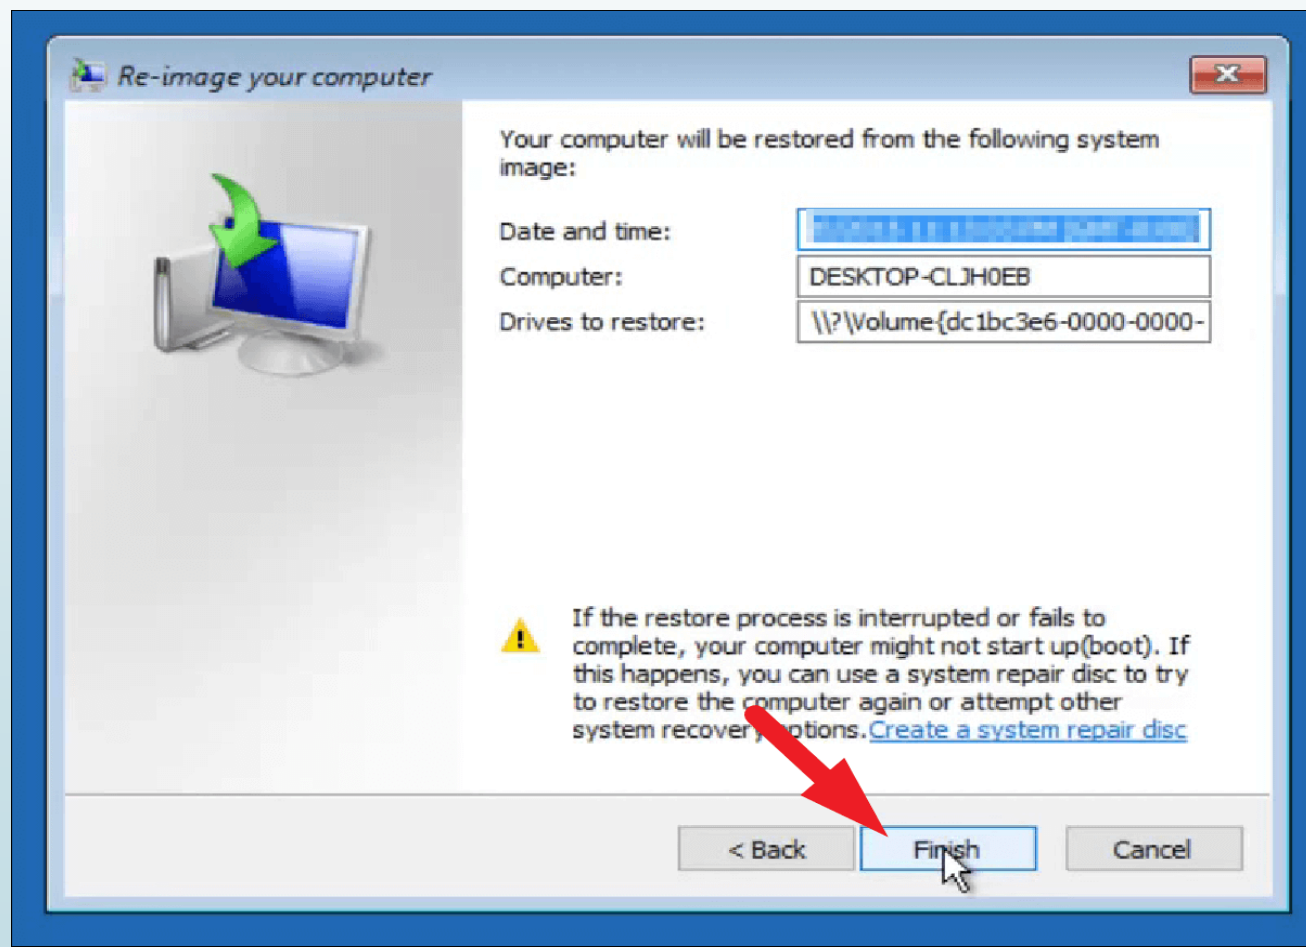 Re-image your computer
Your computer will be restored from the following system
image:
Date and time:
Computer: DESKTOP-CLJH0EB
Drives to restore: \\?\Volume{dc1bc3e6-0000-0000-
If the restore process is interrupted or fails to
complete, your computer might not start up(boot). If
this happens, you can use a system repair disc to try
to restore the computer again or attempt other
system recovery options.Create a system repair disc
< Back Finish Cancel